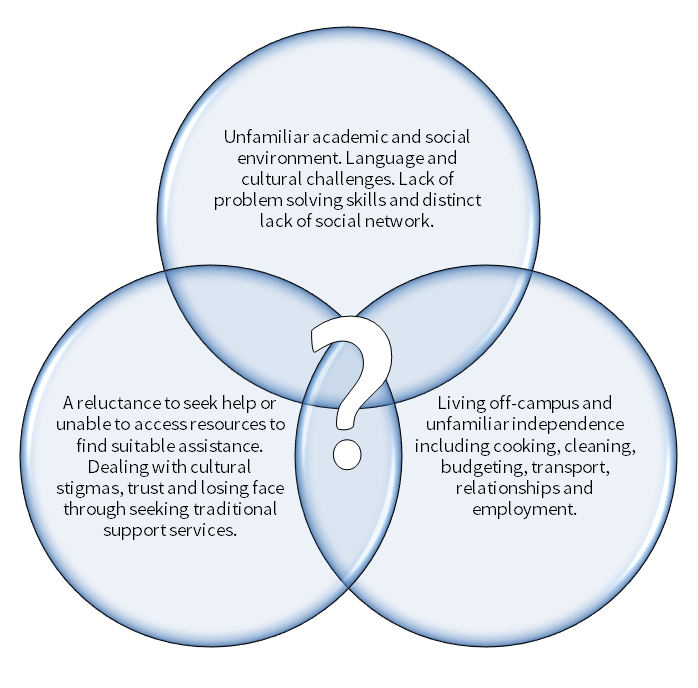 Unfamiliar academic and social
environment. Language and
cultural challenges. Lack of
problem solving skills and distinct
lack of social network.
?
A reluctance to seek help or
unable to access resources to
find suitable assistance.
Dealing with cultural
stigmas, trust and losing face
through seeking traditional
support services.
Living off-campus and
unfamiliar independence
including cooking, cleaning,
budgeting, transport,
relationships and
employment.